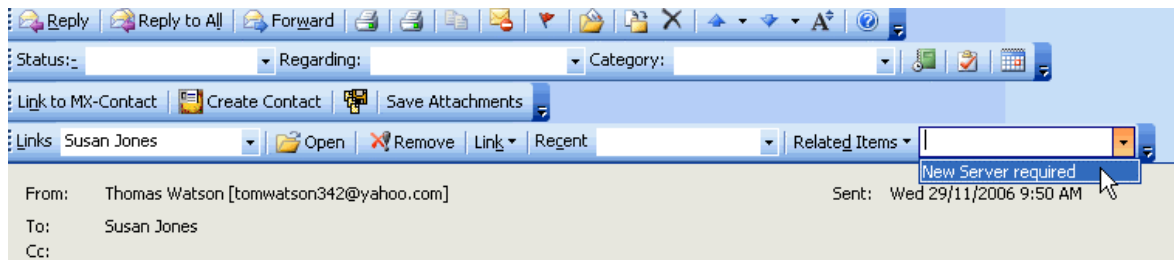 Reply Reply to All Forward
Status:- Regarding: Category:
Link to MX-Contact Create Contact Save Attachments
Links Susan Jones Open Remove Link Recent Related Items
New Server required
From: Thomas Watson [tomwatson342@yahoo.com] Sent: Wed 29/11/2006 9:50 AM
To: Susan Jones
Cc: